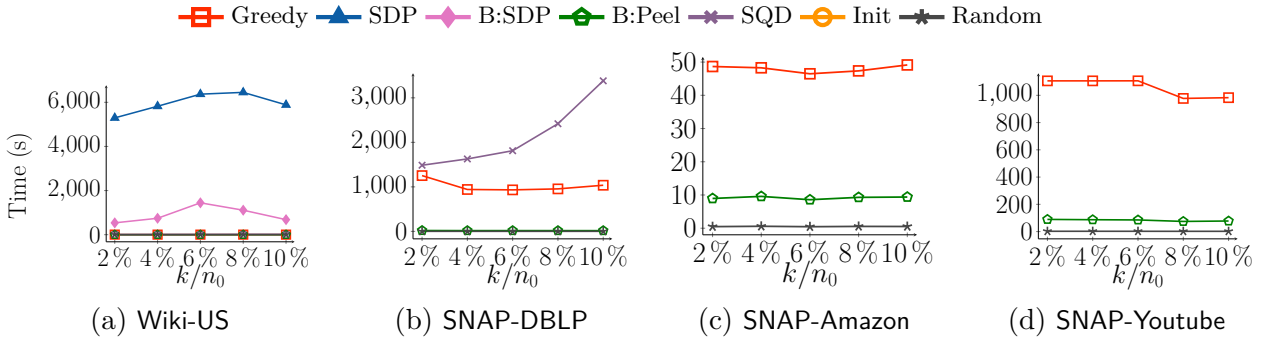 Greedy SDP B:SDP B:Peel SQD Init Random
Time (s)
6,000
4,000
2,000
0
2% 4% 6% 8% 10%
k/n₀
(a) Wiki-US
3,000
2,000
1,000
0
2% 4% 6% 8% 10%
k/n₀
(b) SNAP-DBLP
50
40
30
20
10
0
2% 4% 6% 8% 10%
k/n₀
(c) SNAP-Amazon
1,000
800
600
400
200
0
2% 4% 6% 8% 10%
k/n₀
(d) SNAP-Youtube